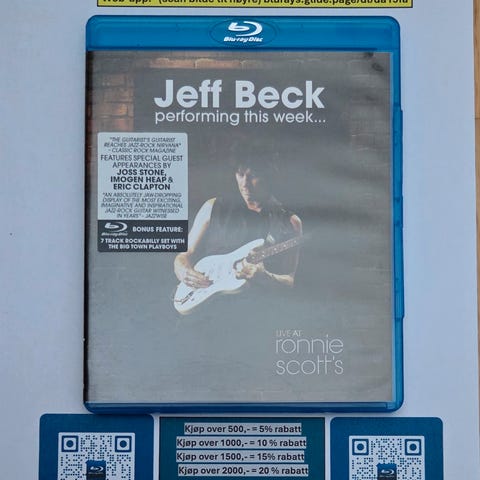 Blu-ray Disc
Jeff Beck
performing this week...
"THE GUITARIST'S GUITARIST
REACHES JAZZ-ROCK NIRVANA"
- CLASSIC ROCK MAGAZINE
FEATURES SPECIAL GUEST
APPEARANCES BY
JOSS STONE,
IMOGEN HEAP &
ERIC CLAPTON
"AN ABSOLUTELY JAW-DROPPING
DISPLAY OF THE MOST EXCITING,
IMAGINATIVE AND INSPIRATIONAL
JAZZ-ROCK GUITAR WITNESSED
IN YEARS" - JAZZWISE
Blu-ray Disc BONUS FEATURE:
7 TRACK ROCKABILLY SET WITH
THE BIG TOWN PLAYBOYS
LIVE AT
ronnie
scott's
Kjøp over 500,- = 5% rabatt
Kjøp over 1000,- = 10 % rabatt
Kjøp over 1500,- = 15% rabatt
Kjøp over 2000,- = 20 % rabatt